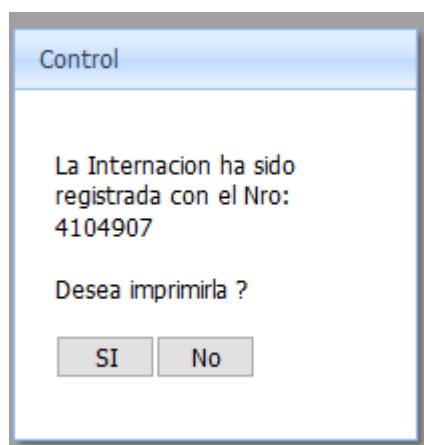 Control
La Internacion ha sido
registrada con el Nro:
4104907
Desea imprimirla ?
SI No